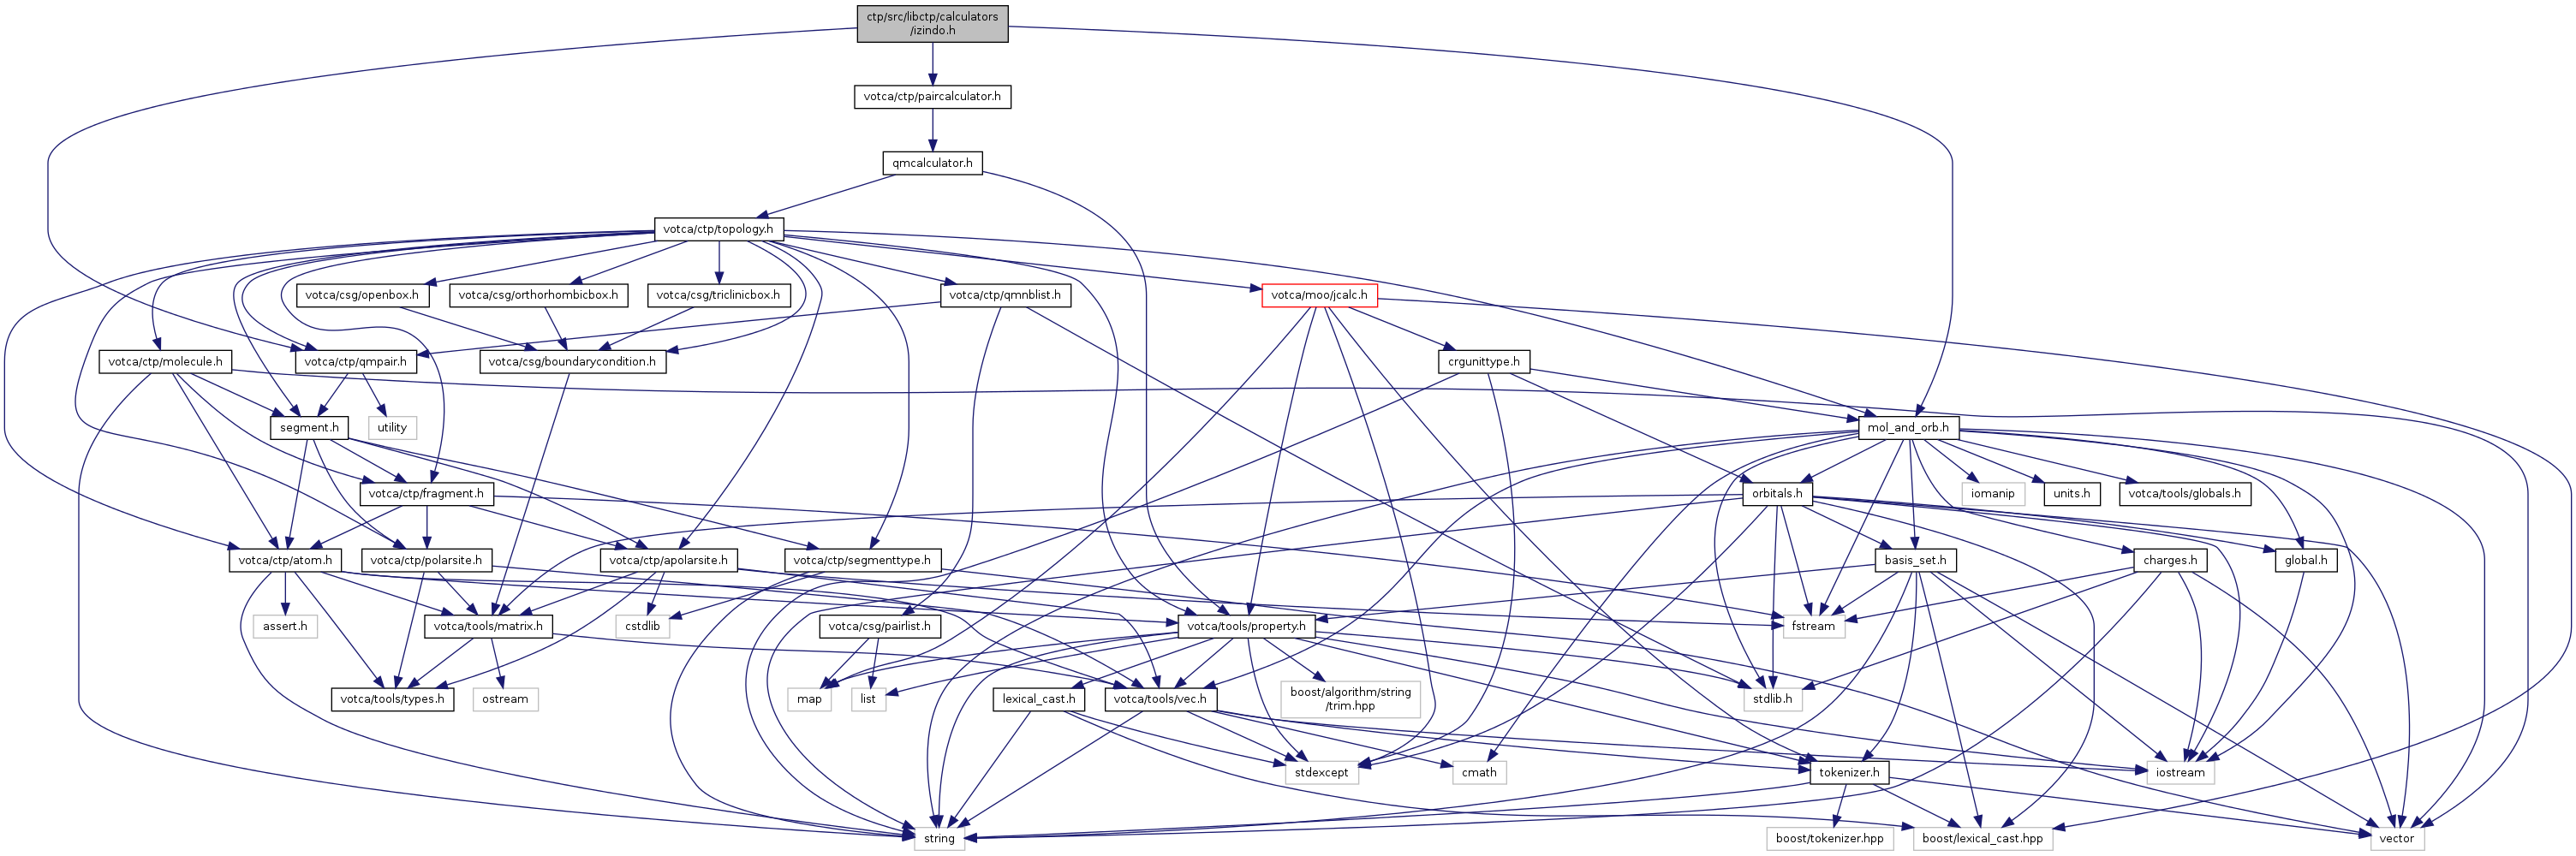 ctp/src/libctp/calculators
/izindo.h
votca/ctp/paircalculator.h
qmcalculator.h
votca/ctp/topology.h
votca/csg/openbox.h
votca/csg/orthorhombicbox.h
votca/csg/triclinicbox.h
votca/ctp/qmnblist.h
votca/moo/jcalc.h
votca/ctp/molecule.h
votca/ctp/qmpair.h
votca/csg/boundarycondition.h
crgunittype.h
segment.h
utility
mol_and_orb.h
votca/ctp/fragment.h
orbitals.h
iomanip
units.h
votca/tools/globals.h
votca/ctp/atom.h
votca/ctp/polarsite.h
votca/ctp/apolarsite.h
votca/ctp/segmenttype.h
basis_set.h
charges.h
global.h
assert.h
votca/tools/matrix.h
cstdlib
votca/csg/pairlist.h
votca/tools/property.h
fstream
votca/tools/types.h
ostream
map
list
lexical_cast.h
votca/tools/vec.h
boost/algorithm/string
/trim.hpp
stdlib.h
stdexcept
cmath
tokenizer.h
iostream
string
boost/tokenizer.hpp
boost/lexical_cast.hpp
vector